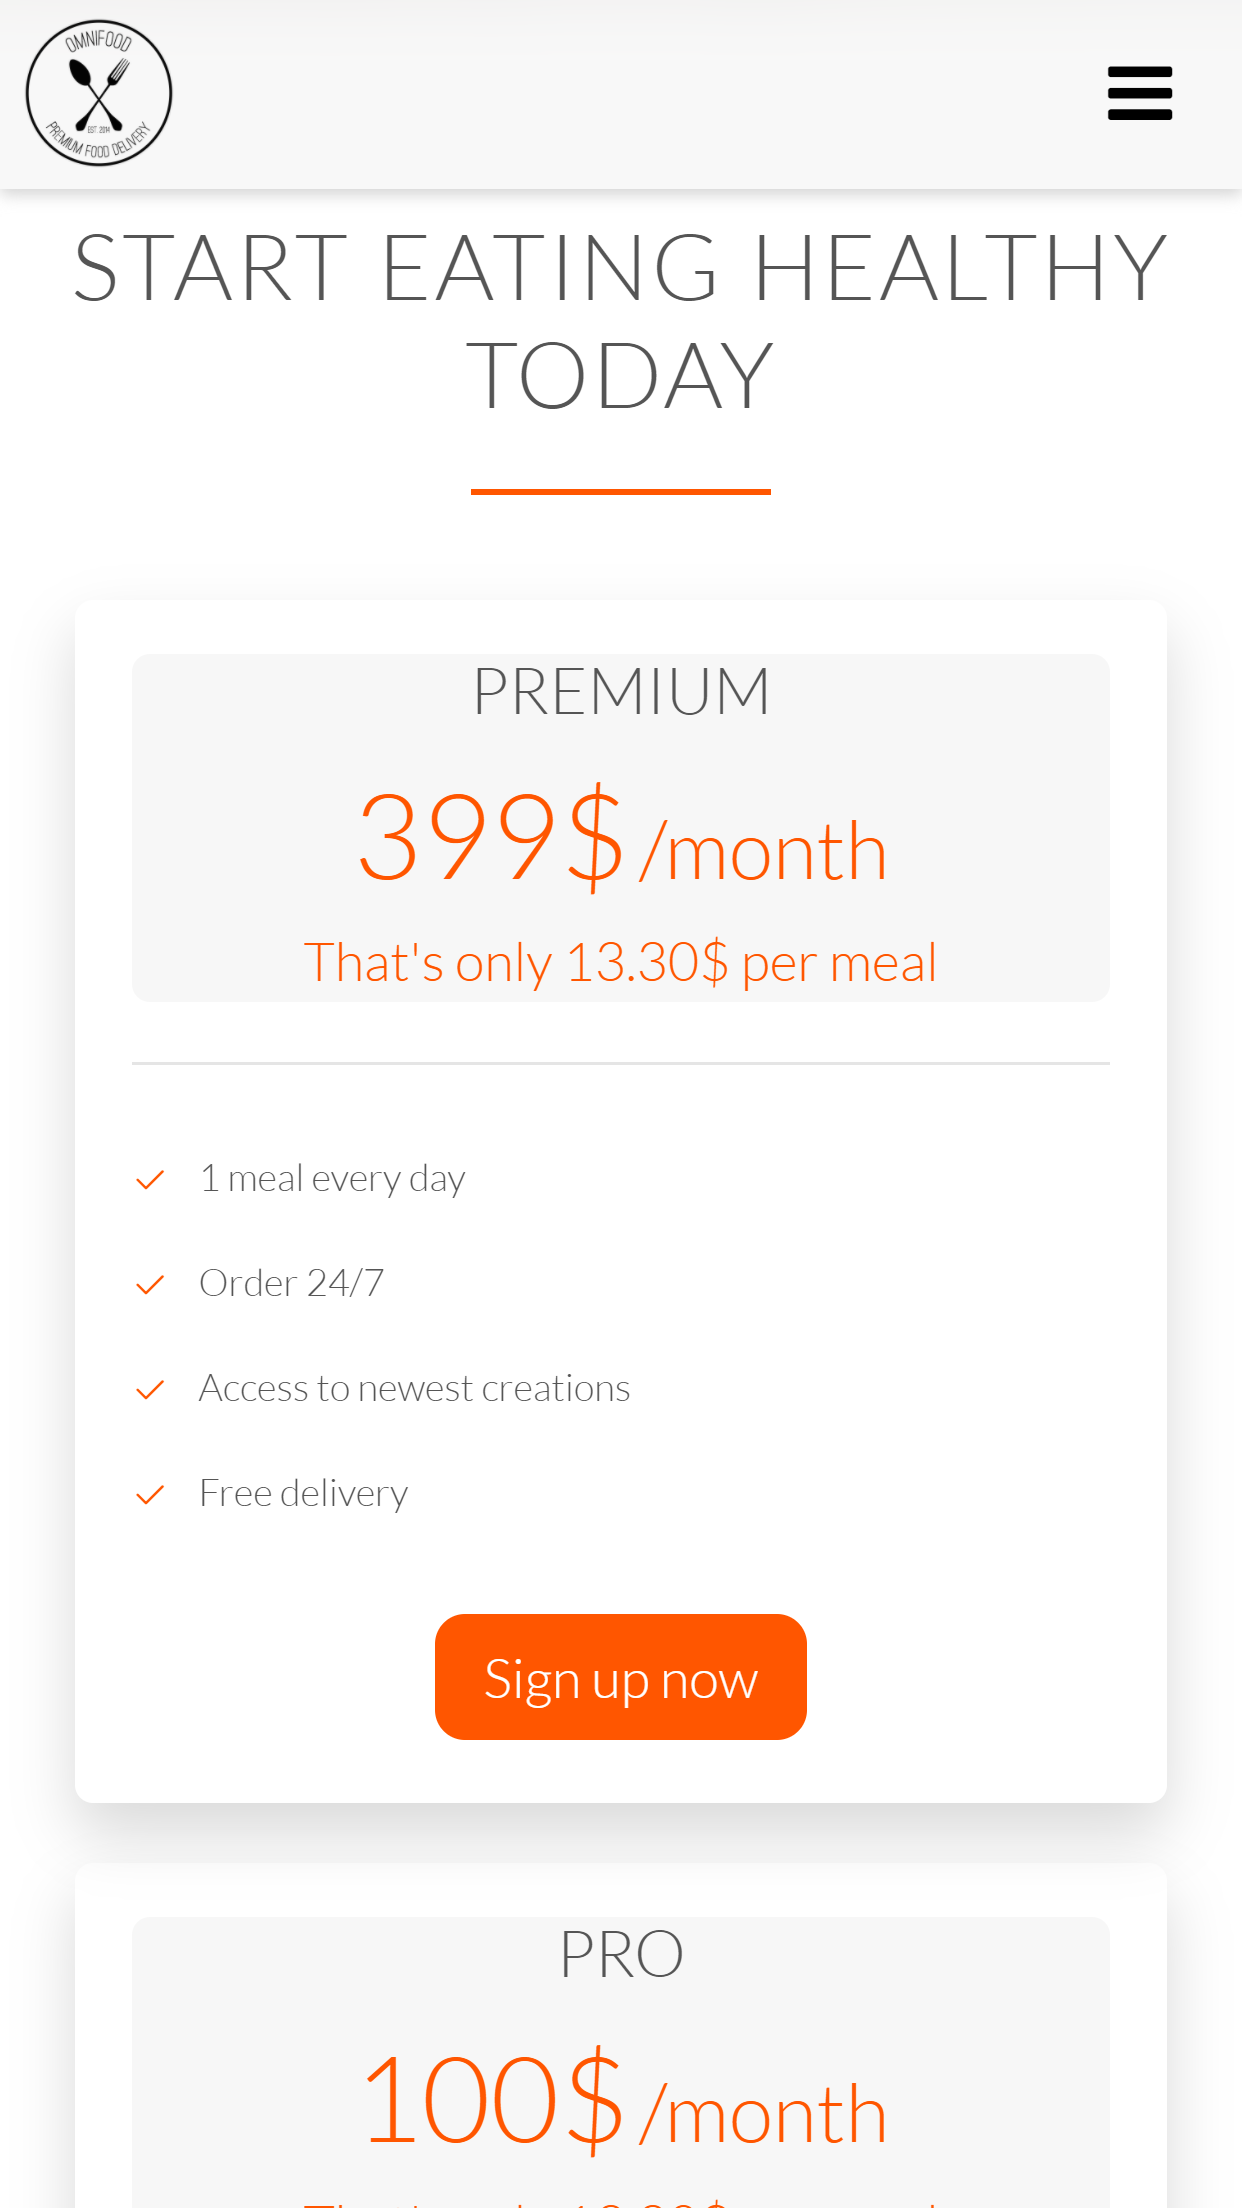 OMNIFOOD
EST. 2014
PREMIUM FOOD DELIVERY
START EATING HEALTHY
TODAY
PREMIUM
399$ /month
That's only 13.30$ per meal
1 meal every day
Order 24/7
Access to newest creations
Free delivery
Sign up now
PRO
100$ /month